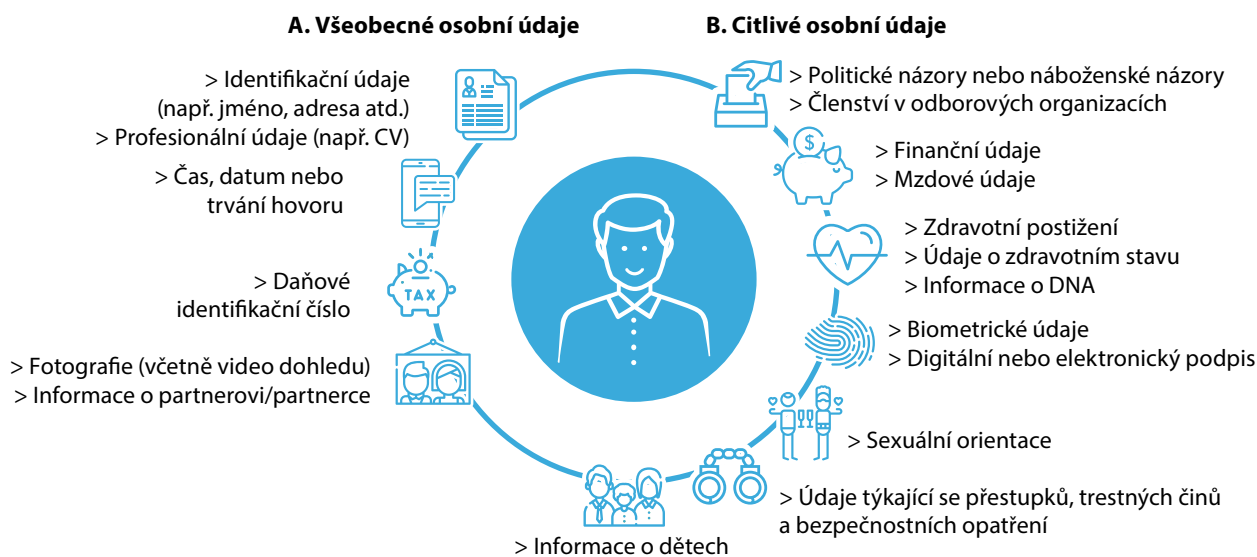 A. Všeobecné osobní údaje
> Identifikační údaje
(např. jméno, adresa atd.)
> Profesionální údaje (např. CV)
> Čas, datum nebo
trvání hovoru
> Daňové
identifikační číslo
TAX
> Fotografie (včetně video dohledu)
> Informace o partnerovi/partnerce
> Informace o dětech
B. Citlivé osobní údaje
> Politické názory nebo náboženské názory
> Členství v odborových organizacích
$
> Finanční údaje
> Mzdové údaje
> Zdravotní postižení
> Údaje o zdravotním stavu
> Informace o DNA
> Biometrické údaje
> Digitální nebo elektronický podpis
> Sexuální orientace
> Údaje týkající se přestupků, trestných činů
a bezpečnostních opatření